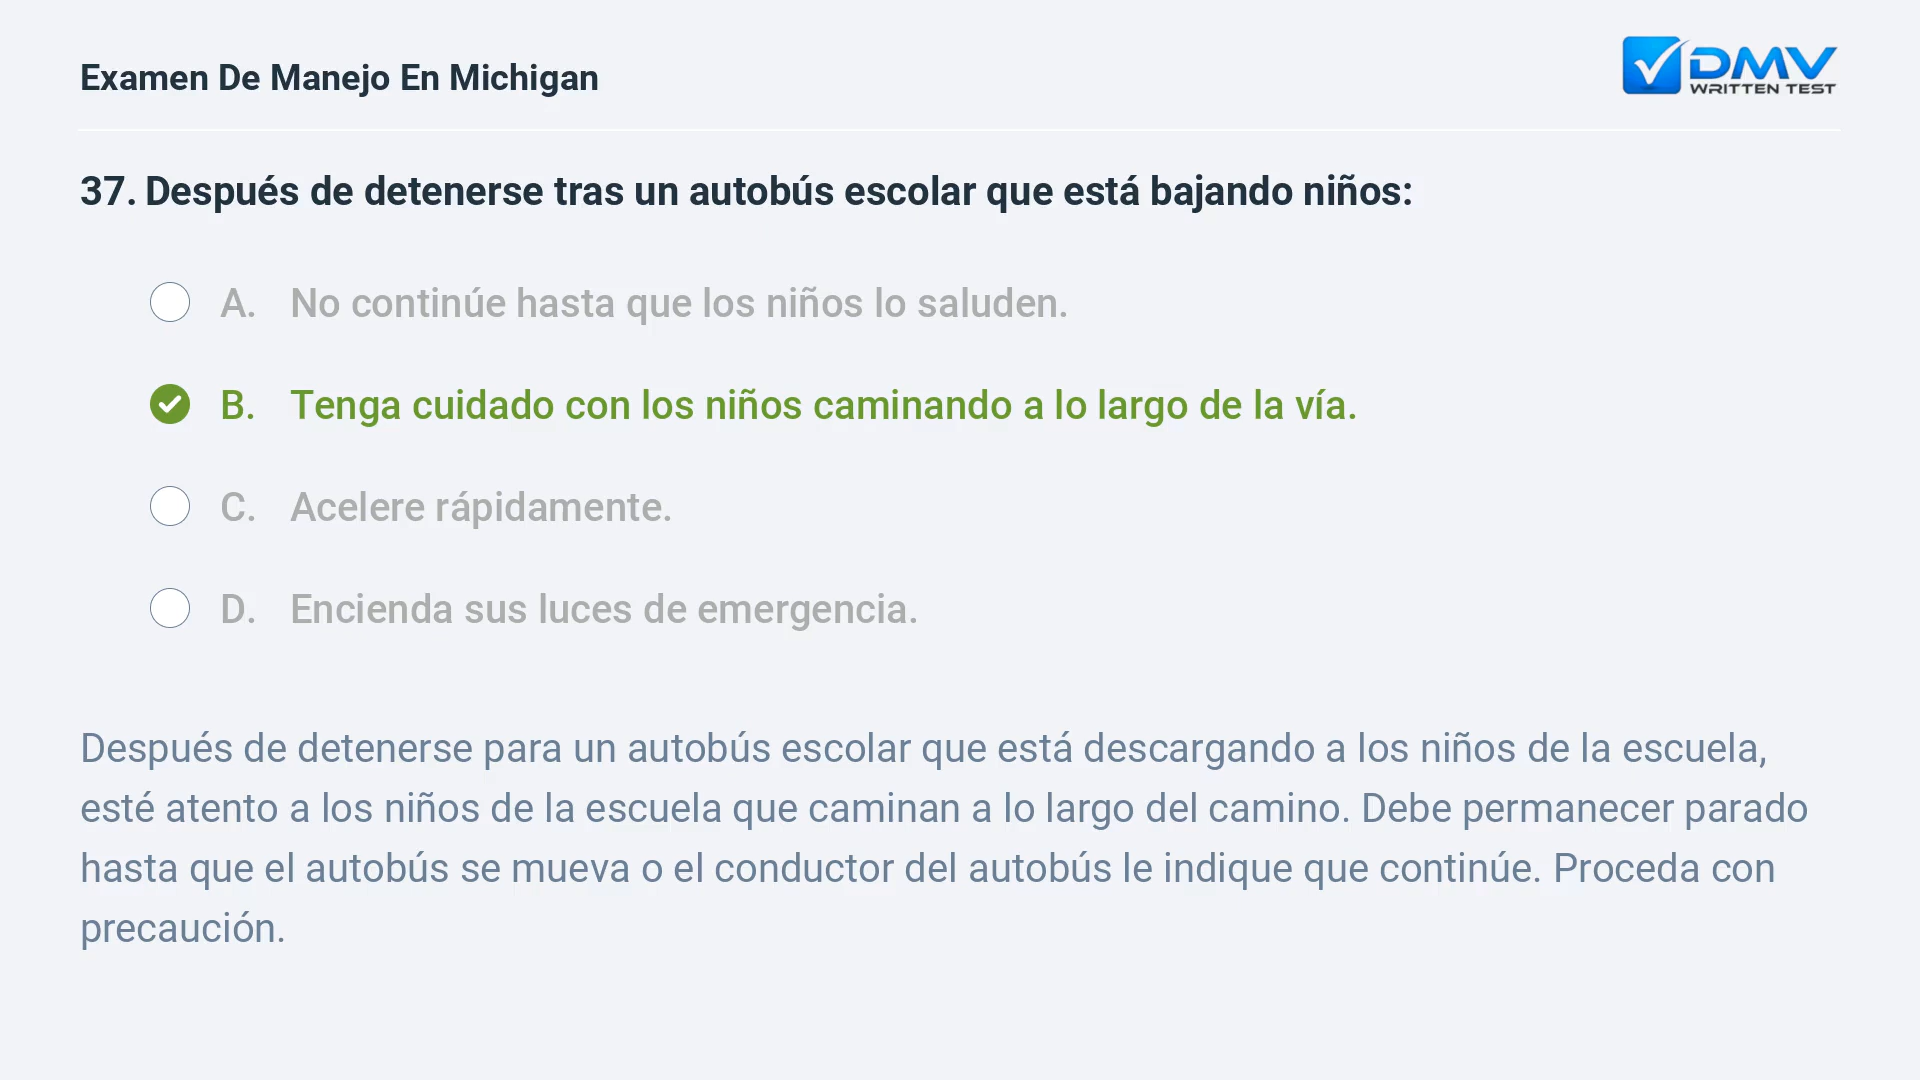 Examen De Manejo En Michigan
DMV
WRITTEN TEST
37. Después de detenerse tras un autobús escolar que está bajando niños:
A. No continúe hasta que los niños lo saluden.
B. Tenga cuidado con los niños caminando a lo largo de la vía.
C. Acelere rápidamente.
D. Encienda sus luces de emergencia.
Después de detenerse para un autobús escolar que está descargando a los niños de la escuela,
esté atento a los niños de la escuela que caminan a lo largo del camino. Debe permanecer parado
hasta que el autobús se mueva o el conductor del autobús le indique que continúe. Proceda con
precaución.